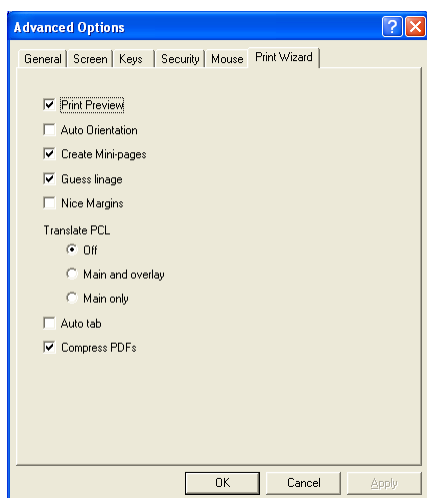 Advanced Options
General Screen Keys Security Mouse Print Wizard
Print Preview
Auto Orientation
Create Mini-pages
Guess linage
Nice Margins
Translate PCL
Off
Main and overlay
Main only
Auto tab
Compress PDFs
OK Cancel Apply